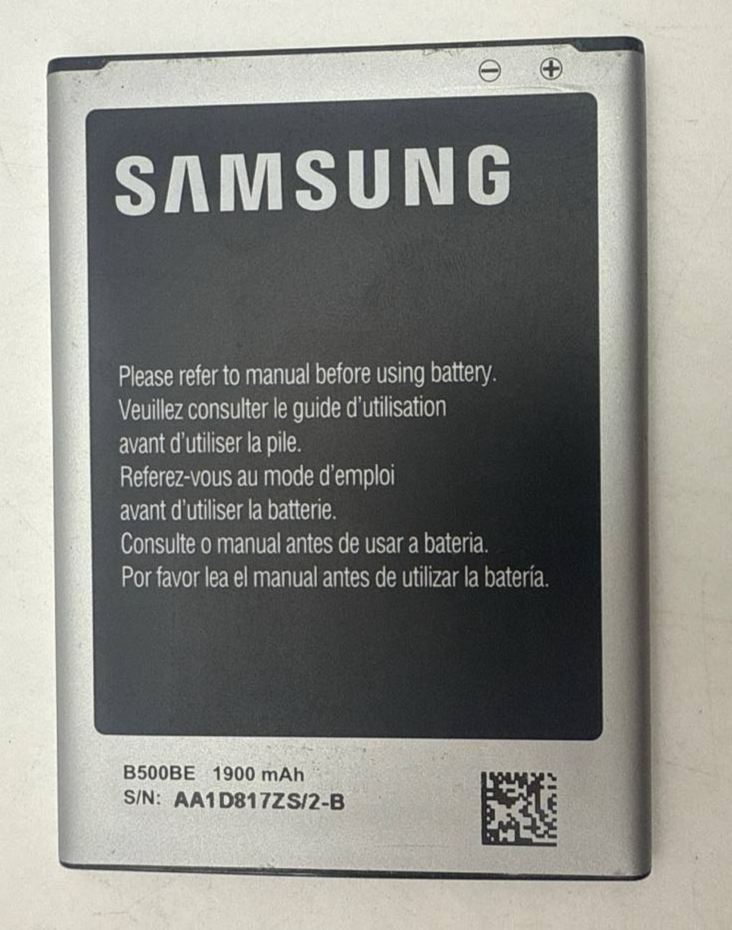 SAMSUNG
Please refer to manual before using battery.
Veuillez consulter le guide d'utilisation
avant d'utiliser la pile.
Referez-vous au mode d'emploi
avant d'utiliser la batterie.
Consulte o manual antes de usar a bateria.
Por favor lea el manual antes de utilizar la batería.
B500BE 1900 mAh
S/N: AA1D817ZS/2-B